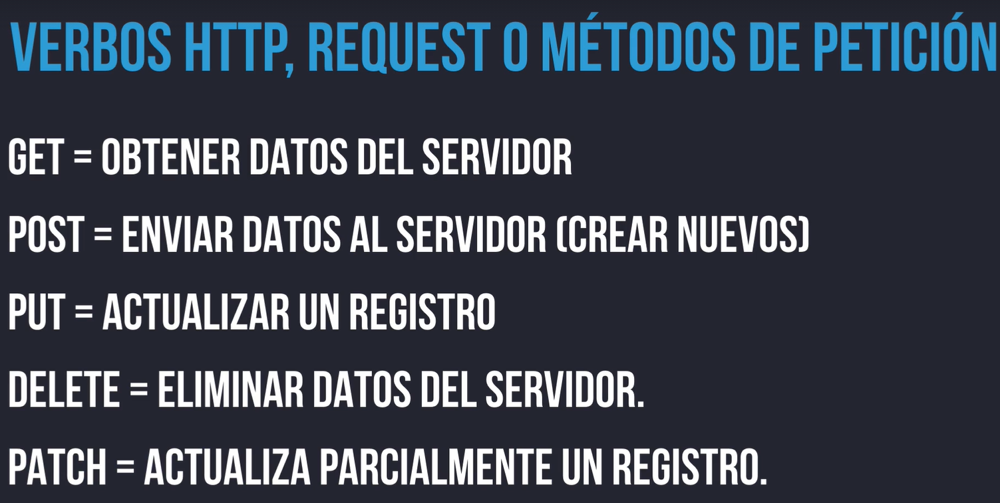 VERBOS HTTP, REQUEST O MÉTODOS DE PETICIÓN
GET = OBTENER DATOS DEL SERVIDOR
POST = ENVIAR DATOS AL SERVIDOR (CREAR NUEVOS)
PUT = ACTUALIZAR UN REGISTRO
DELETE = ELIMINAR DATOS DEL SERVIDOR.
PATCH = ACTUALIZA PARCIALMENTE UN REGISTRO.